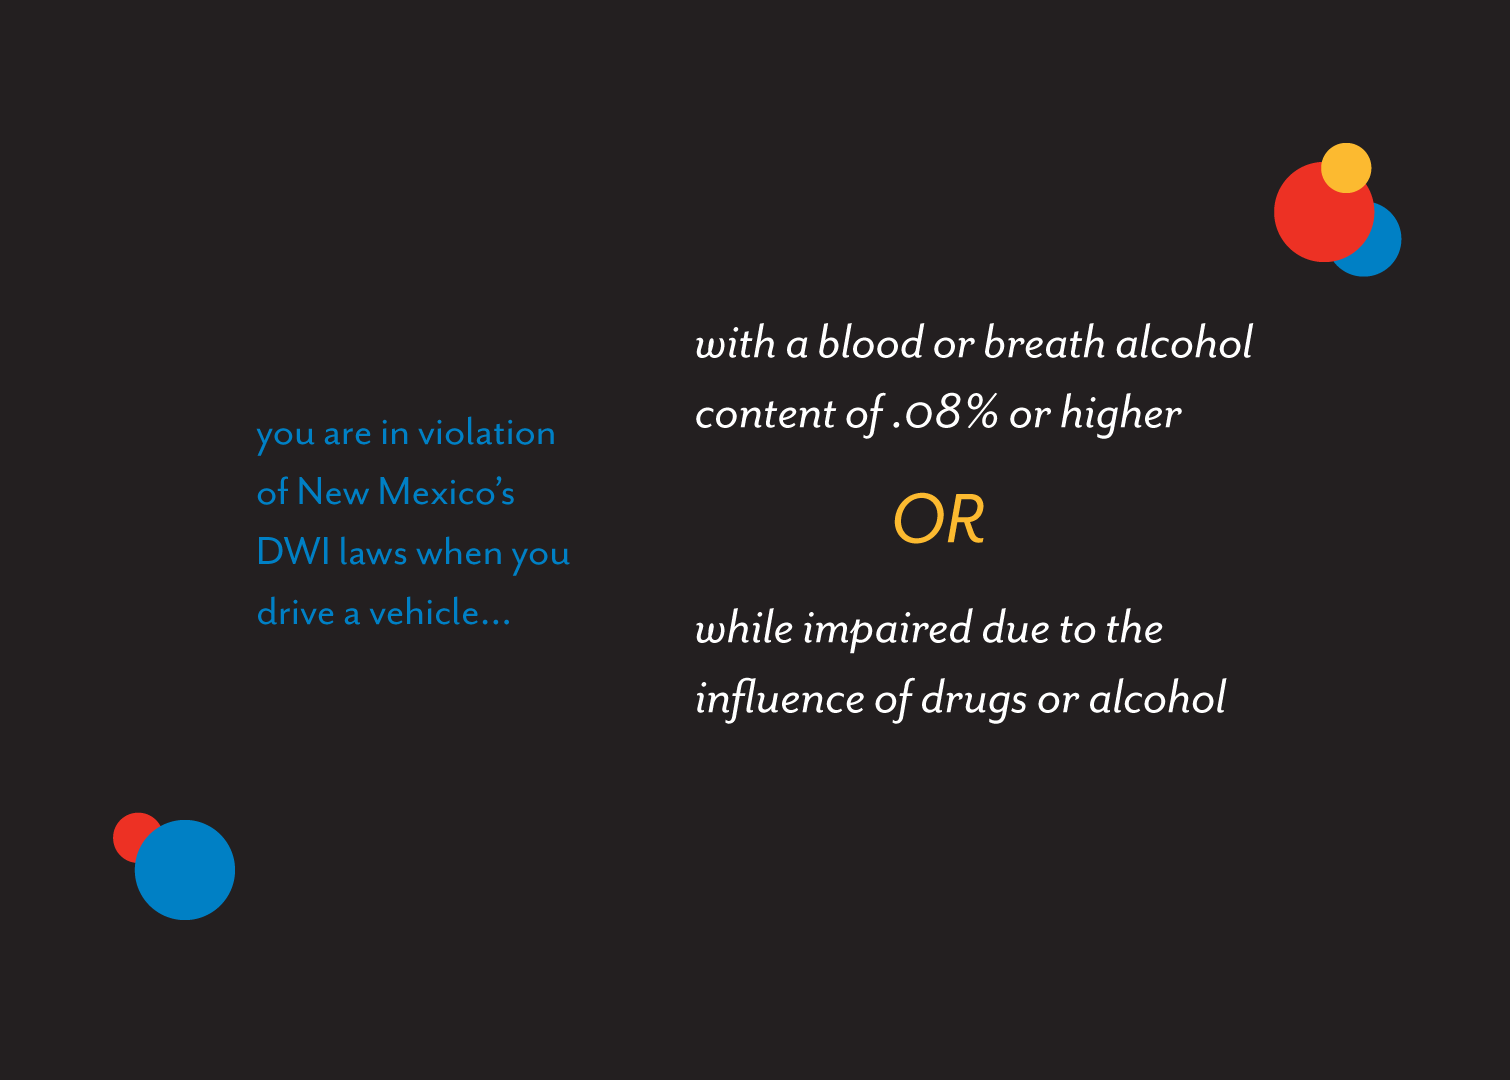 you are in violation
of New Mexico’s
DWI laws when you
drive a vehicle...
with a blood or breath alcohol
content of .08% or higher
OR
while impaired due to the
influence of drugs or alcohol